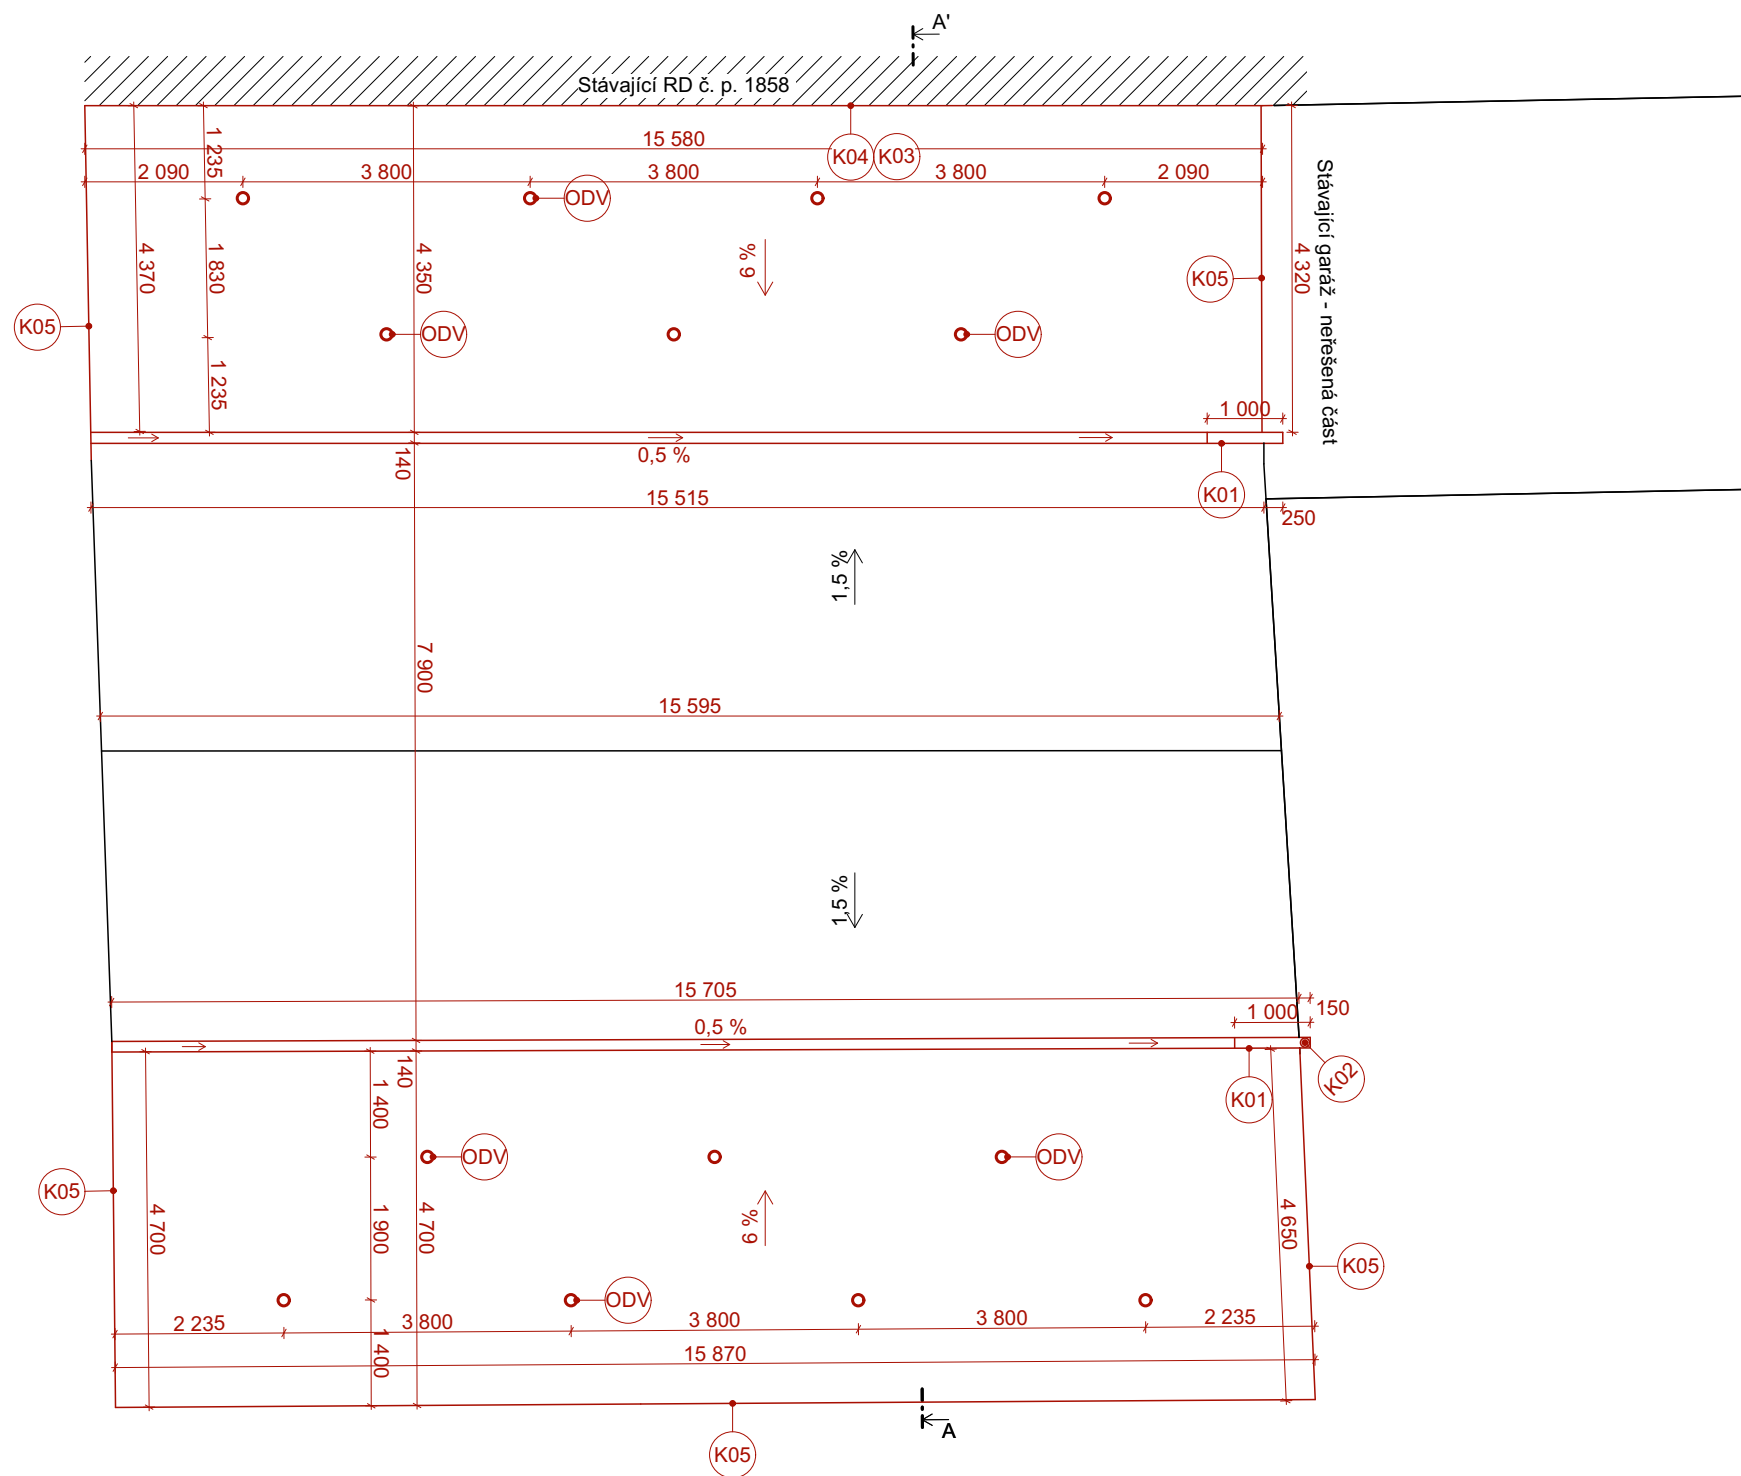 A'
Stávající RD č. p. 1858
15 580
K04
K03
2 090
3 800
3 800
3 800
2 090
1 235
ODV
4 370
1 830
4 350
6 %
K05
4 320
Stávající garáž - neřešená část
K05
ODV
ODV
1 235
1 000
140
0,5 %
K01
15 515
250
1,5 %
7 900
15 595
1,5 %
15 705
1 000
150
0,5 %
140
K02
K01
1 400
ODV
ODV
K05
4 700
1 900
4 700
6 %
4 650
K05
ODV
2 235
3 800
3 800
3 800
2 235
1 400
15 870
A
K05